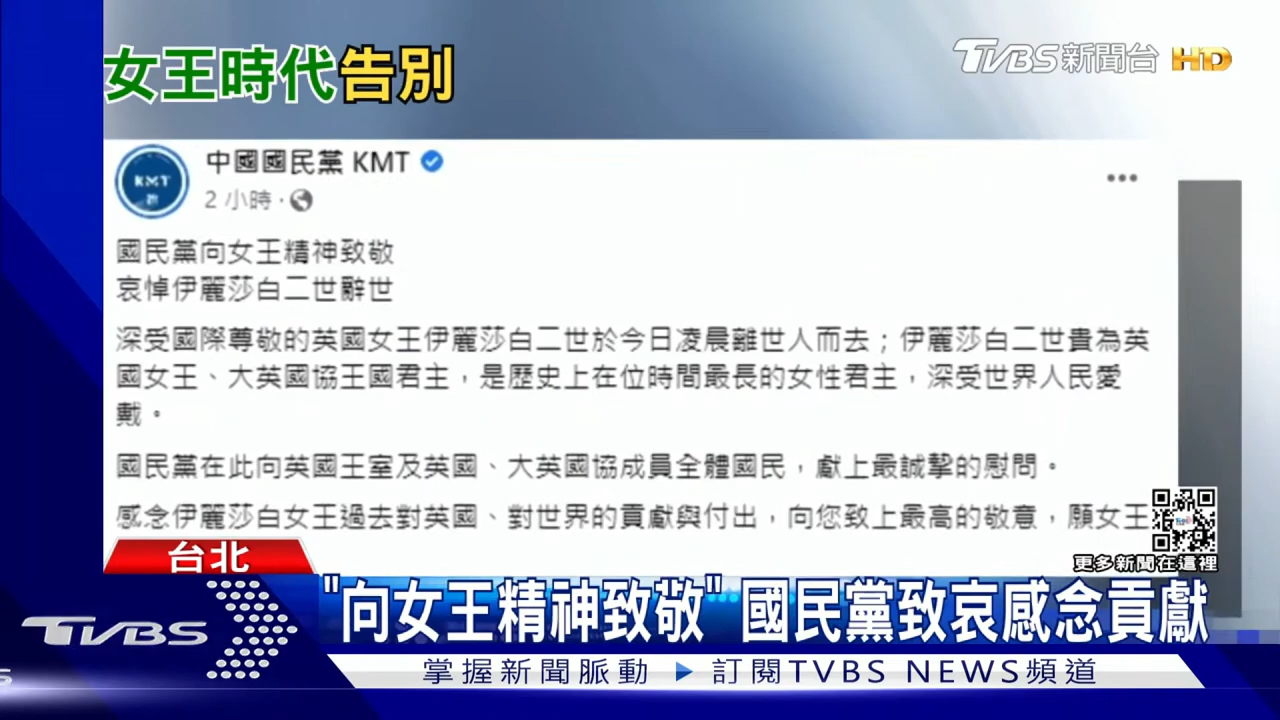 女王時代告別
TVBS新聞台 HD
中國國民黨 KMT
KMT
2 小時
國民黨向女王精神致敬
哀悼伊麗莎白二世辭世
深受國際尊敬的英國女王伊麗莎白二世於今日凌晨離世人而去；伊麗莎白二世貴為英
國女王、大英國協王國君主，是歷史上在位時間最長的女性君主，深受世界人民愛
戴。
國民黨在此向英國王室及英國、大英國協成員全體國民，獻上最誠摯的慰問。
感念伊麗莎白女王過去對英國、對世界的貢獻與付出，向您致上最高的敬意，願女王
更多新聞在這裡
台北
"向女王精神致敬" 國民黨致哀感念貢獻
TVBS
掌握新聞脈動 ▶ 訂閱TVBS NEWS頻道
S